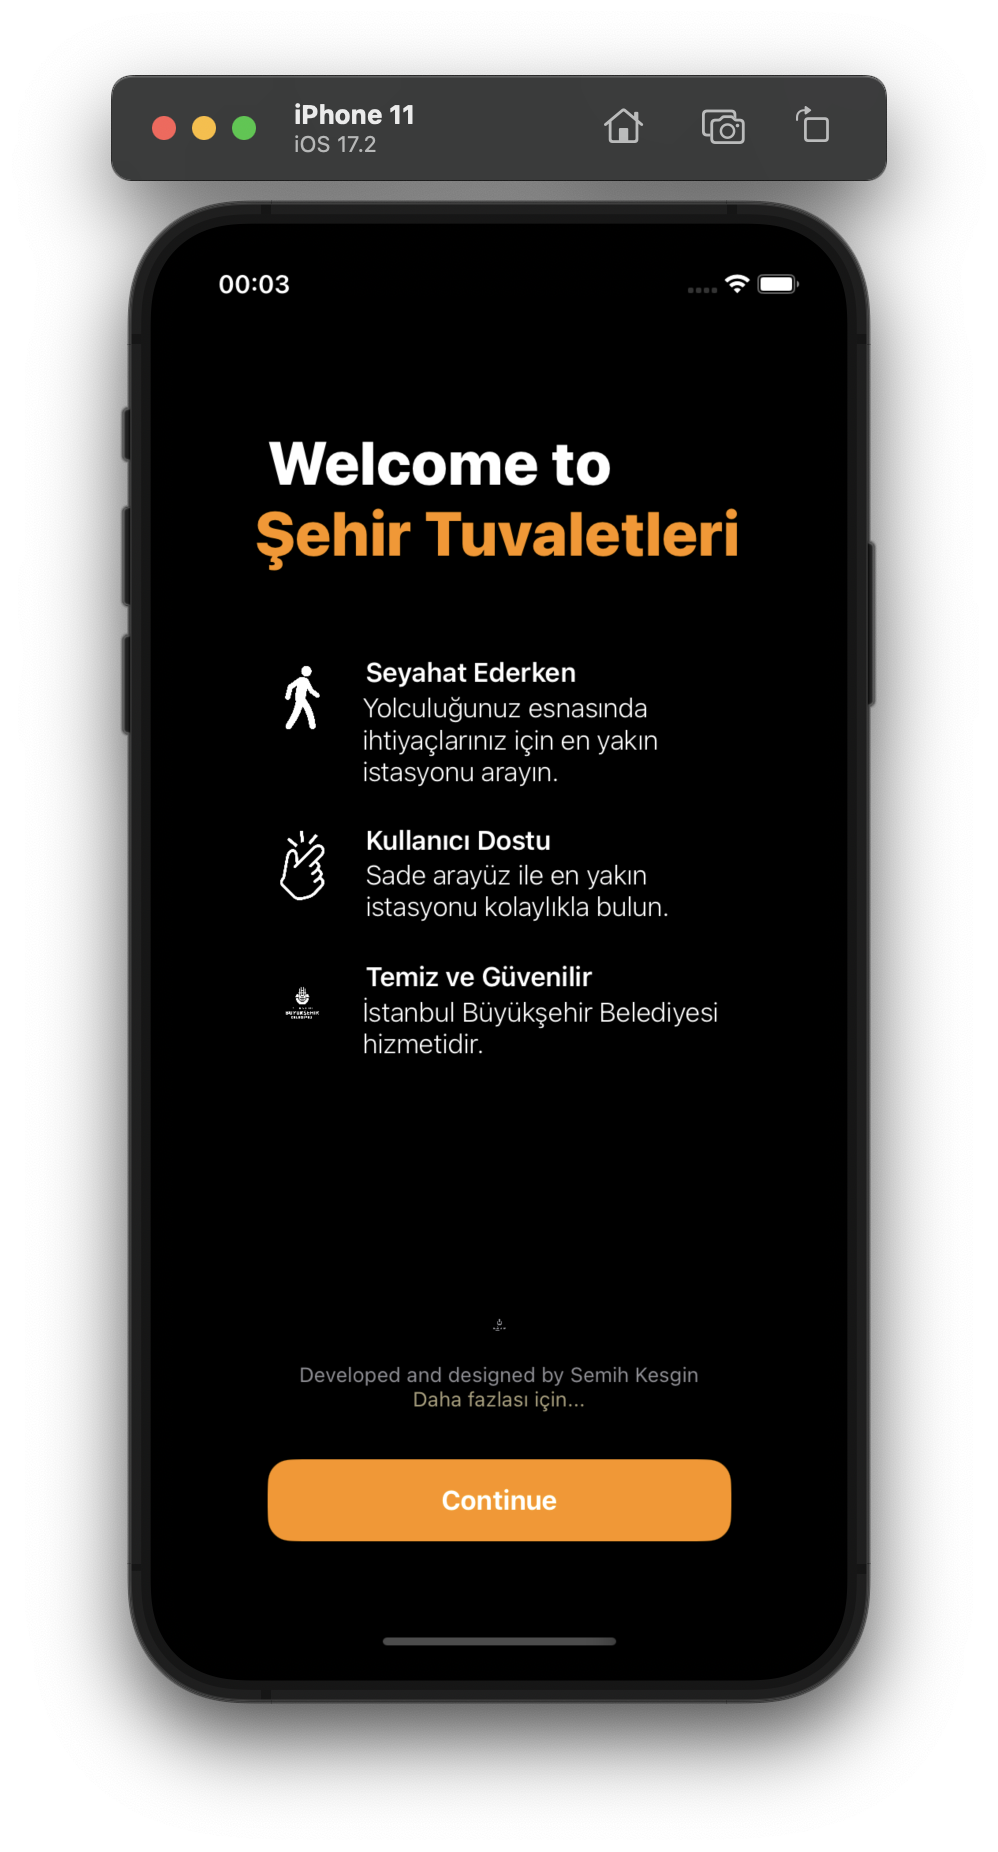 iPhone 11
iOS 17.2
00:03
Welcome to
Şehir Tuvaletleri
Seyahat Ederken
Yolculuğunuz esnasında
ihtiyaçlarınız için en yakın
istasyonu arayın.
Kullanıcı Dostu
Sade arayüz ile en yakın
istasyonu kolaylıkla bulun.
Temiz ve Güvenilir
İstanbul Büyükşehir Belediyesi
hizmetidir.
BÜYÜKŞEHİR
Developed and designed by Semih Kesgin
Daha fazlası için...
Continue